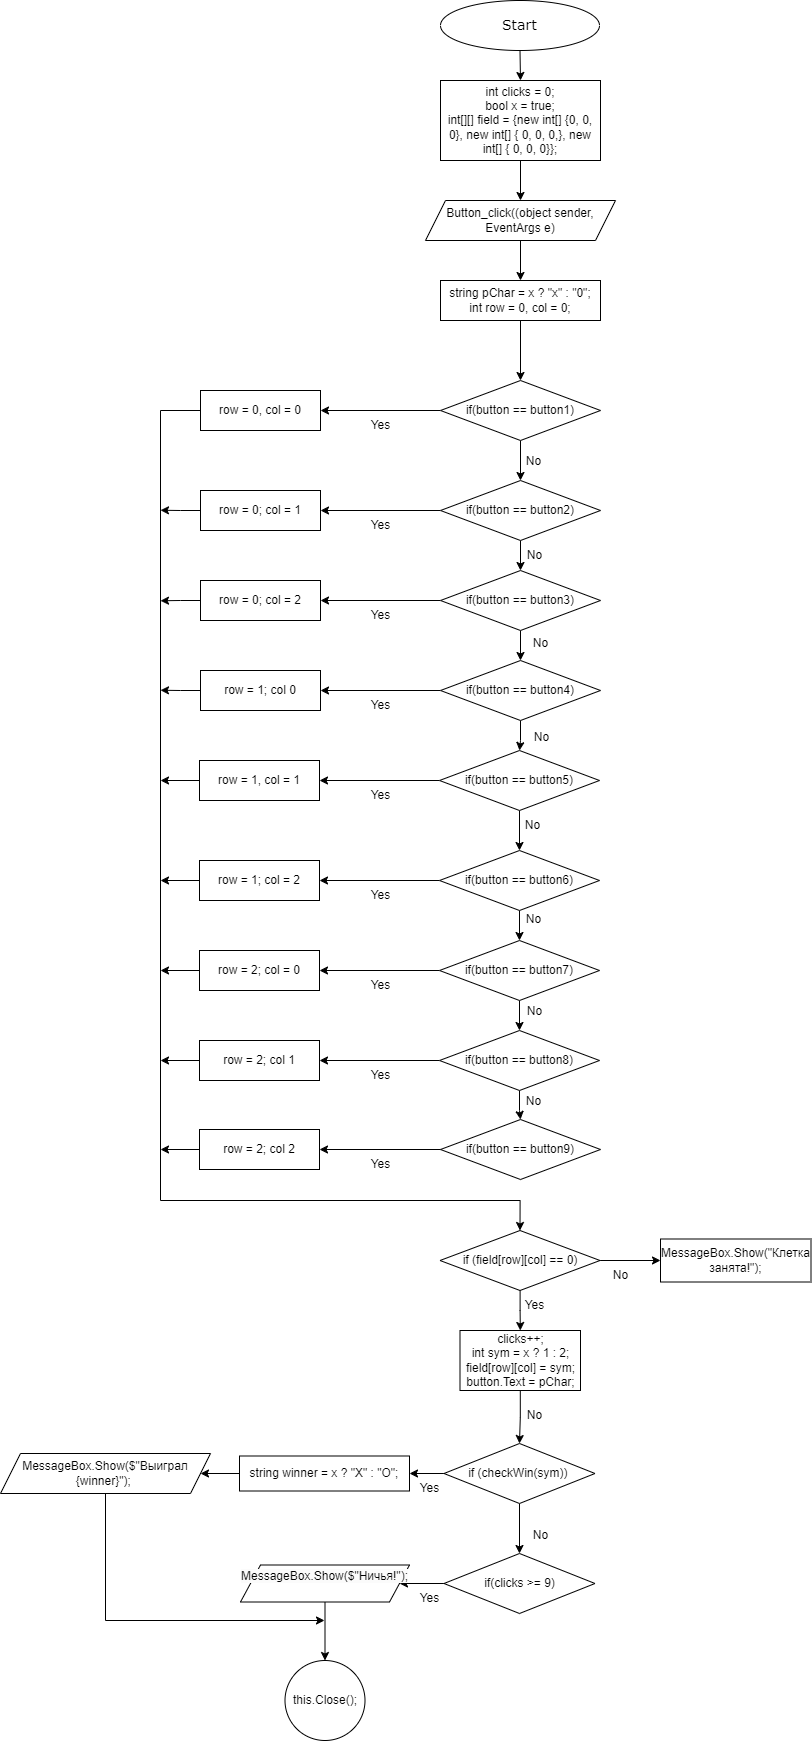 Start
int clicks = 0;
bool x = true;
int[][] field = {new int[] {0, 0,
0}, new int[] { 0, 0, 0,}, new
int[] { 0, 0, 0}};
Button_click((object sender,
EventArgs e)
string pChar = x ? "x" : "0";
int row = 0, col = 0;
row = 0, col = 0
Yes
if(button == button1)
No
row = 0; col = 1
Yes
if(button == button2)
No
row = 0; col = 2
Yes
if(button == button3)
No
row = 1; col 0
Yes
if(button == button4)
No
row = 1, col = 1
Yes
if(button == button5)
No
row = 1; col = 2
Yes
if(button == button6)
No
row = 2; col = 0
Yes
if(button == button7)
No
row = 2; col 1
Yes
if(button == button8)
No
row = 2; col 2
Yes
if(button == button9)
if (field[row][col] == 0)
No
MessageBox.Show("Клетка
занята!");
Yes
clicks++;
int sym = x ? 1 : 2;
field[row][col] = sym;
button.Text = pChar;
No
if (checkWin(sym))
Yes
string winner = x ? "X" : "O";
MessageBox.Show($"Выиграл
{winner}");
No
if(clicks >= 9)
Yes
MessageBox.Show($"Ничья!");
this.Close();